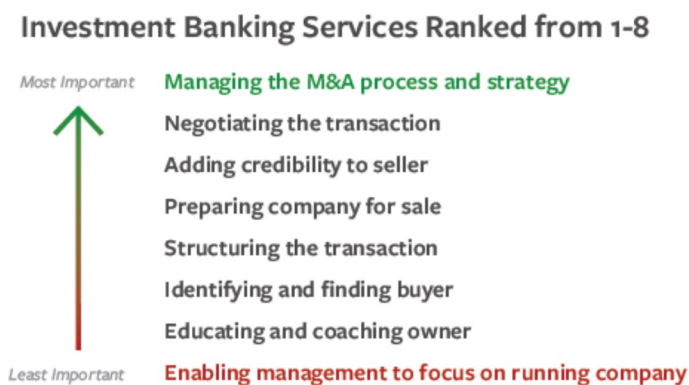 Investment Banking Services Ranked from 1-8
Most Important
Managing the M&A process and strategy
Negotiating the transaction
Adding credibility to seller
Preparing company for sale
Structuring the transaction
Identifying and finding buyer
Educating and coaching owner
Least Important
Enabling management to focus on running company